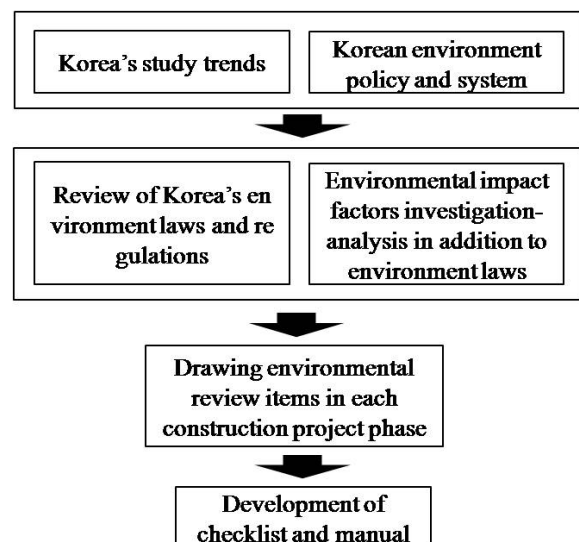 Korea's study trends
Korean environment
policy and system
Review of Korea's en
vironment laws and re
gulations
Environmental impact
factors investigation-
analysis in addition to
environment laws
Drawing environmental
review items in each
construction project phase
Development of
checklist and manual